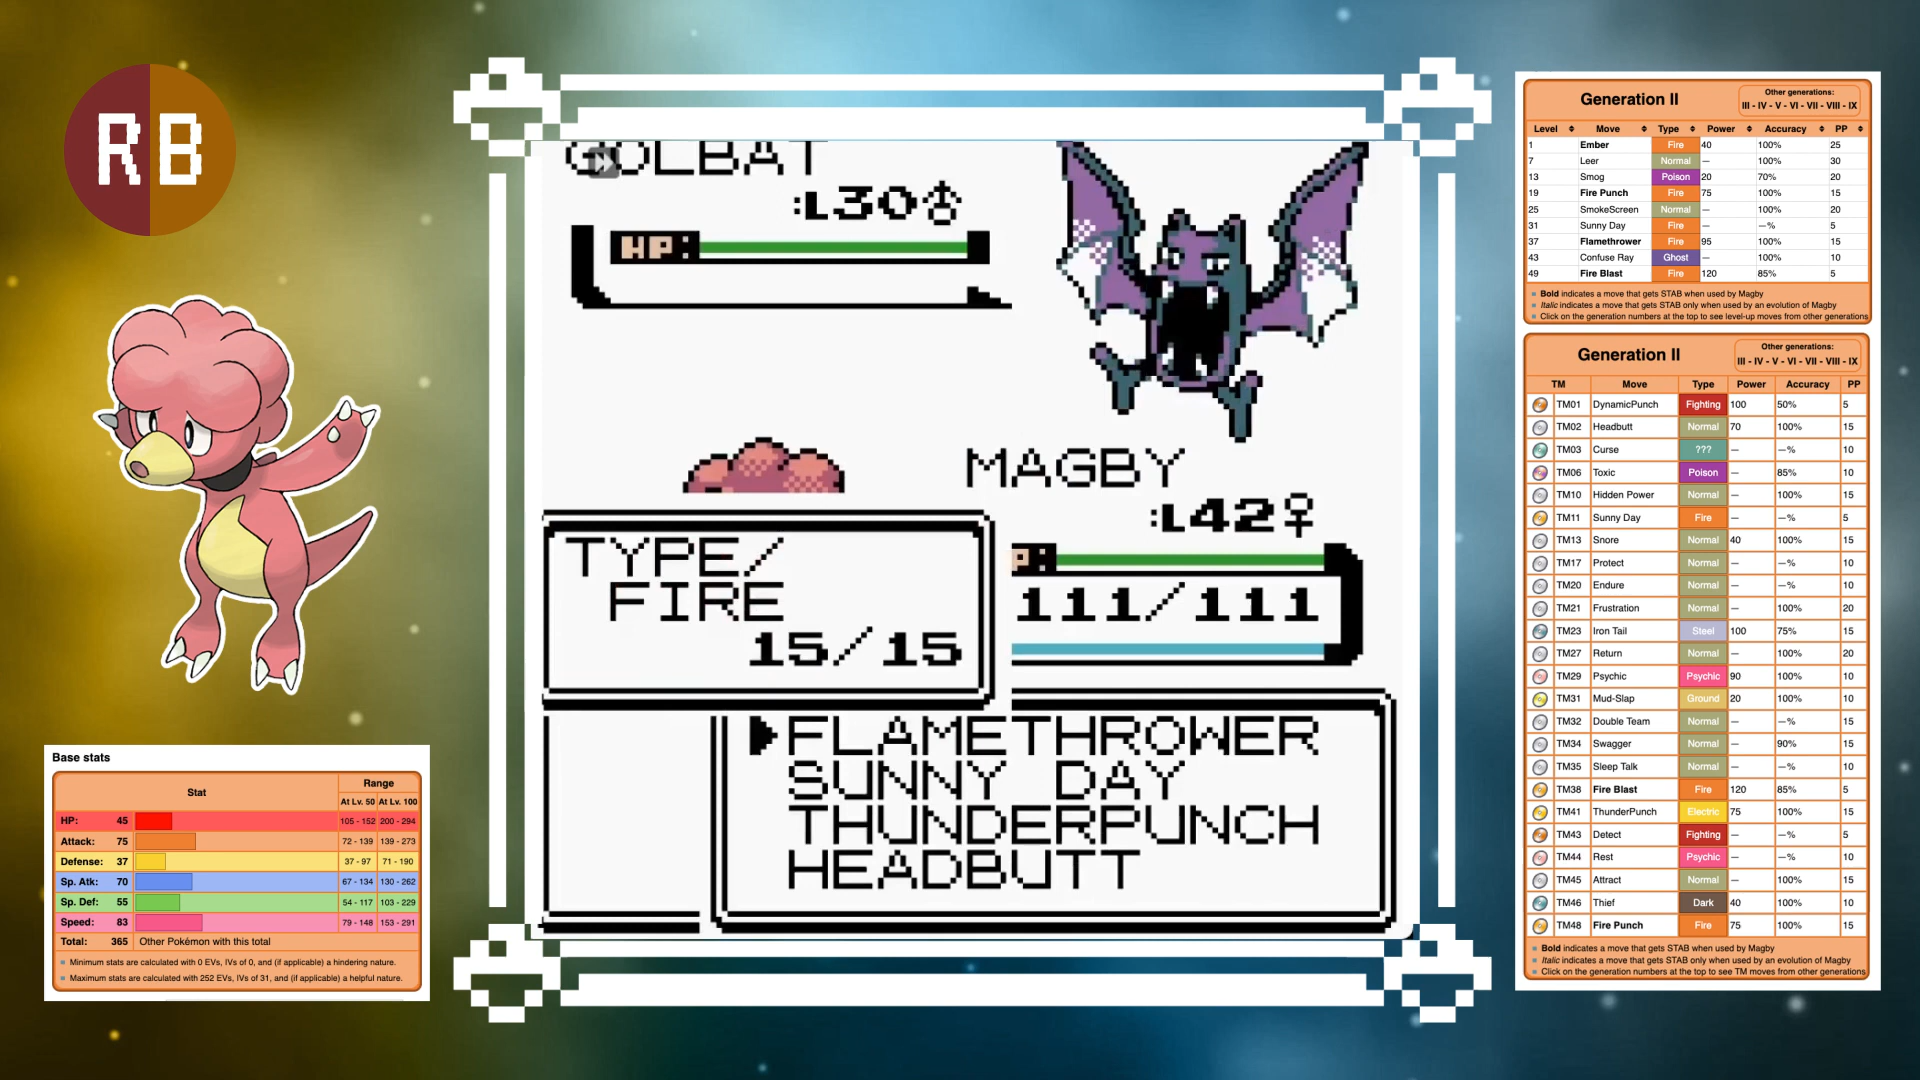 RB
GOLBAT
:L30♂
HP:
MAGBY
:L42♀
P:
111/111
TYPE/
FIRE
15/15
▶FLAMETHROWER
SUNNY DAY
THUNDERPUNCH
HEADBUTT
Base stats
Stat Range
At Lv. 50 At Lv. 100
HP: 45 105 - 152 200 - 294
Attack: 75 72 - 139 139 - 273
Defense: 37 37 - 97 71 - 190
Sp. Atk: 70 67 - 134 130 - 262
Sp. Def: 55 54 - 117 103 - 229
Speed: 83 79 - 148 153 - 291
Total: 365 Other Pokémon with this total
Minimum stats are calculated with 0 EVs, IVs of 0, and (if applicable) a hindering nature.
Maximum stats are calculated with 252 EVs, IVs of 31, and (if applicable) a helpful nature.
Generation II
Other generations:
III - IV - V - VI - VII - VIII - IX
Level Move Type Power Accuracy PP
1 Ember Fire 40 100% 25
7 Leer Normal — 100% 30
13 Smog Poison 20 70% 20
19 Fire Punch Fire 75 100% 15
25 SmokeScreen Normal — 100% 20
31 Sunny Day Fire — —% 5
37 Flamethrower Fire 95 100% 15
43 Confuse Ray Ghost — 100% 10
49 Fire Blast Fire 120 85% 5
Bold indicates a move that gets STAB when used by Magby
Italic indicates a move that gets STAB only when used by an evolution of Magby
Click on the generation numbers at the top to see level-up moves from other generations
Generation II
Other generations:
III - IV - V - VI - VII - VIII - IX
TM Move Type Power Accuracy PP
TM01 DynamicPunch Fighting 100 50% 5
TM02 Headbutt Normal 70 100% 15
TM03 Curse ??? — —% 10
TM06 Toxic Poison — 85% 10
TM10 Hidden Power Normal — 100% 15
TM11 Sunny Day Fire — —% 5
TM13 Snore Normal 40 100% 15
TM17 Protect Normal — —% 10
TM20 Endure Normal — —% 10
TM21 Frustration Normal — 100% 20
TM23 Iron Tail Steel 100 75% 15
TM27 Return Normal — 100% 20
TM29 Psychic Psychic 90 100% 10
TM31 Mud-Slap Ground 20 100% 10
TM32 Double Team Normal — —% 15
TM34 Swagger Normal — 90% 15
TM35 Sleep Talk Normal — —% 10
TM38 Fire Blast Fire 120 85% 5
TM41 ThunderPunch Electric 75 100% 15
TM43 Detect Fighting — —% 5
TM44 Rest Psychic — —% 10
TM45 Attract Normal — 100% 15
TM46 Thief Dark 40 100% 10
TM48 Fire Punch Fire 75 100% 15
Bold indicates a move that gets STAB when used by Magby
Italic indicates a move that gets STAB only when used by an evolution of Magby
Click on the generation numbers at the top to see TM moves from other generations